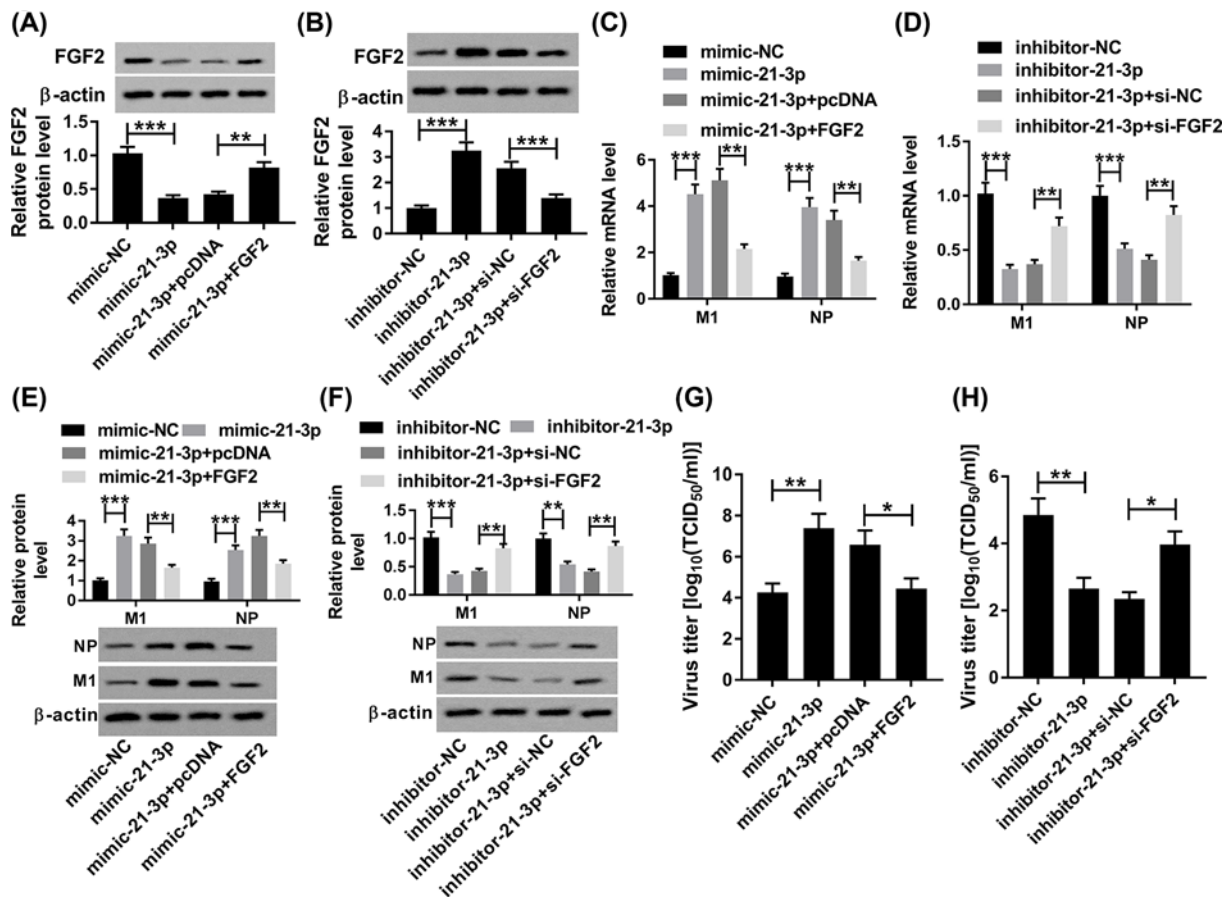 (A)
FGF2
β-actin
Relative FGF2
protein level
1.5
1.0
0.5
0.0
***
**
mimic-NC
mimic-21-3p
mimic-21-3p+pcDNA
mimic-21-3p+FGF2
(B)
FGF2
β-actin
Relative FGF2
protein level
4
3
2
1
0
***
***
inhibitor-NC
inhibitor-21-3p
inhibitor-21-3p+si-NC
inhibitor-21-3p+si-FGF2
(C)
mimic-NC
mimic-21-3p
mimic-21-3p+pcDNA
mimic-21-3p+FGF2
Relative mRNA level
6
4
2
0
***
**
***
**
M1
NP
(D)
inhibitor-NC
inhibitor-21-3p
inhibitor-21-3p+si-NC
inhibitor-21-3p+si-FGF2
Relative mRNA level
1.5
1.0
0.5
0.0
***
**
***
**
M1
NP
(E)
mimic-NC
mimic-21-3p
mimic-21-3p+pcDNA
mimic-21-3p+FGF2
Relative protein
level
4
3
2
1
0
***
**
***
**
M1
NP
NP
M1
β-actin
mimic-NC
mimic-21-3p
mimic-21-3p+pcDNA
mimic-21-3p+FGF2
(F)
inhibitor-NC
inhibitor-21-3p
inhibitor-21-3p+si-NC
inhibitor-21-3p+si-FGF2
Relative protein
level
1.5
1.0
0.5
0.0
***
**
**
**
M1
NP
NP
M1
β-actin
inhibitor-NC
inhibitor-21-3p
inhibitor-21-3p+si-NC
inhibitor-21-3p+si-FGF2
(G)
Virus titer [log10(TCID50/ml)]
10
8
6
4
2
0
**
*
mimic-NC
mimic-21-3p
mimic-21-3p+pcDNA
mimic-21-3p+FGF2
(H)
Virus titer [log10(TCID50/ml)]
6
4
2
0
**
*
inhibitor-NC
inhibitor-21-3p
inhibitor-21-3p+si-NC
inhibitor-21-3p+si-FGF2